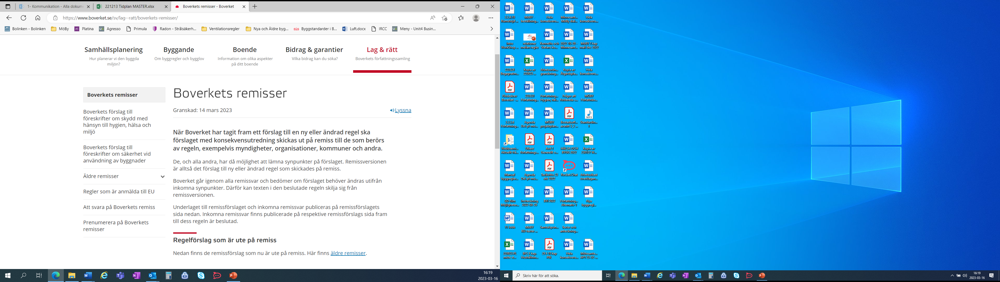 1- Kommunikation - Alla dokume
221213 Tidplan MASTER.xlsx
Boverkets remisser - Boverket
https://www.boverket.se/sv/lag--ratt/boverkets-remisser/
Bolinken - Bolinken
MöBy
Platina
Agresso
Primula
Radon - Strålsäkerh...
Ventilationsregler
Nya och Äldre byg...
sis Byggstandarder i B...
Luft.docx
IRCC
Meny - Unit4 Busin...
Samhällsplanering
Hur planerar vi den byggda
miljön?
Byggande
Om byggregler och bygglov
Boende
Information om olika aspekter
på ditt boende
Bidrag & garantier
Vilka bidrag kan du söka?
Lag & rätt
Boverkets författningssamling
Boverkets remisser
Boverkets förslag till
föreskrifter om skydd med
hänsyn till hygien, hälsa och
miljö
Boverkets förslag till
föreskrifter om säkerhet vid
användning av byggnader
Äldre remisser
Regler som är anmälda till EU
Att svara på Boverkets remiss
Prenumerera på Boverkets
remisser
Boverkets remisser
Granskad: 14 mars 2023
Lyssna
När Boverket har tagit fram ett förslag till en ny eller ändrad regel ska
förslaget med konsekvensutredning skickas ut på remiss till de som berörs
av regeln, exempelvis myndigheter, organisationer, kommuner och andra.
De, och alla andra, har då möjlighet att lämna synpunkter på förslaget. Remissversionen
är alltså det förslag till ny eller ändrad regel som skickades på remiss.
Boverket går igenom alla remissvar och bedömer om förslaget behöver ändras utifrån
inkomna synpunkter. Därför kan texten i den beslutade regeln skilja sig från
remissversionen.
Underlaget till remissförslaget och inkomna remissvar publiceras på remissförslagets
sida nedan. Inkomna remissvar finns publicerade på respektive remissförslags sida fram
till dess regeln är beslutad.
Regelförslag som är ute på remiss
Nedan finns de remissförslag som nu är ute på remiss. Här finns äldre remisser.
16:19
2023-03-16
2.2.4.10
Rumshöjd ...
MöBY -
beställning...
Hela
konsekvens...
Minnesant...
MöBy dial...
Hela
konsekvens...
Intro
WorkShop ...
relationer
mellan regler
Kenneths och
Stefans ko...
2022-10-28 -
Minnesant...
MöBY 1 kap
mall dec 2022
220524
Begagnatm...
Kopia av
220823 ...
Arbetsordn...
granskning...
Kopia av
Åtgärdspla...
Hela
konsekvens...
Flödeskrav
Boverket -...
220531
Författning...
Författning...
Hygien, häl...
Frågor att
förbereda s...
MÖBY
Författnko...
2.2.3.6
Författning...
Agenda
Del-pl-mö...
MÖBY
projektplan...
Bostadsutf...
avsnitt 3_2 ...
Standardin...
1
Webbsemi...
Aktuellt frå...
Utkast
författnings...
Avd 1
Generellt o...
HÄLSA OCH
BYGG 2022
Kopia av
230127 W...
Manual
byggregler...
Agenda
Del-pl-mö...
Taxikvitto 23
okt 2022
Rocket.Chat
Arbetsutkast
överklagan...
GD-film
Möjligheter...
Incheckning
2022-08-29
BYI 2022
Författning...
Alternativ 1
Nya
byggregl...
11 Jobb
MöBY
KU-texter ...
Samtalspun...
Texter och
anteckning...
220823 PL
möte st...
BFS X kap.
Hushållnin...
29 § 10 kap
PBL
Hela
konsekvens...
Mötesante...
APT 23-02-...
Skriv här för att söka.
16:19
2023-03-16